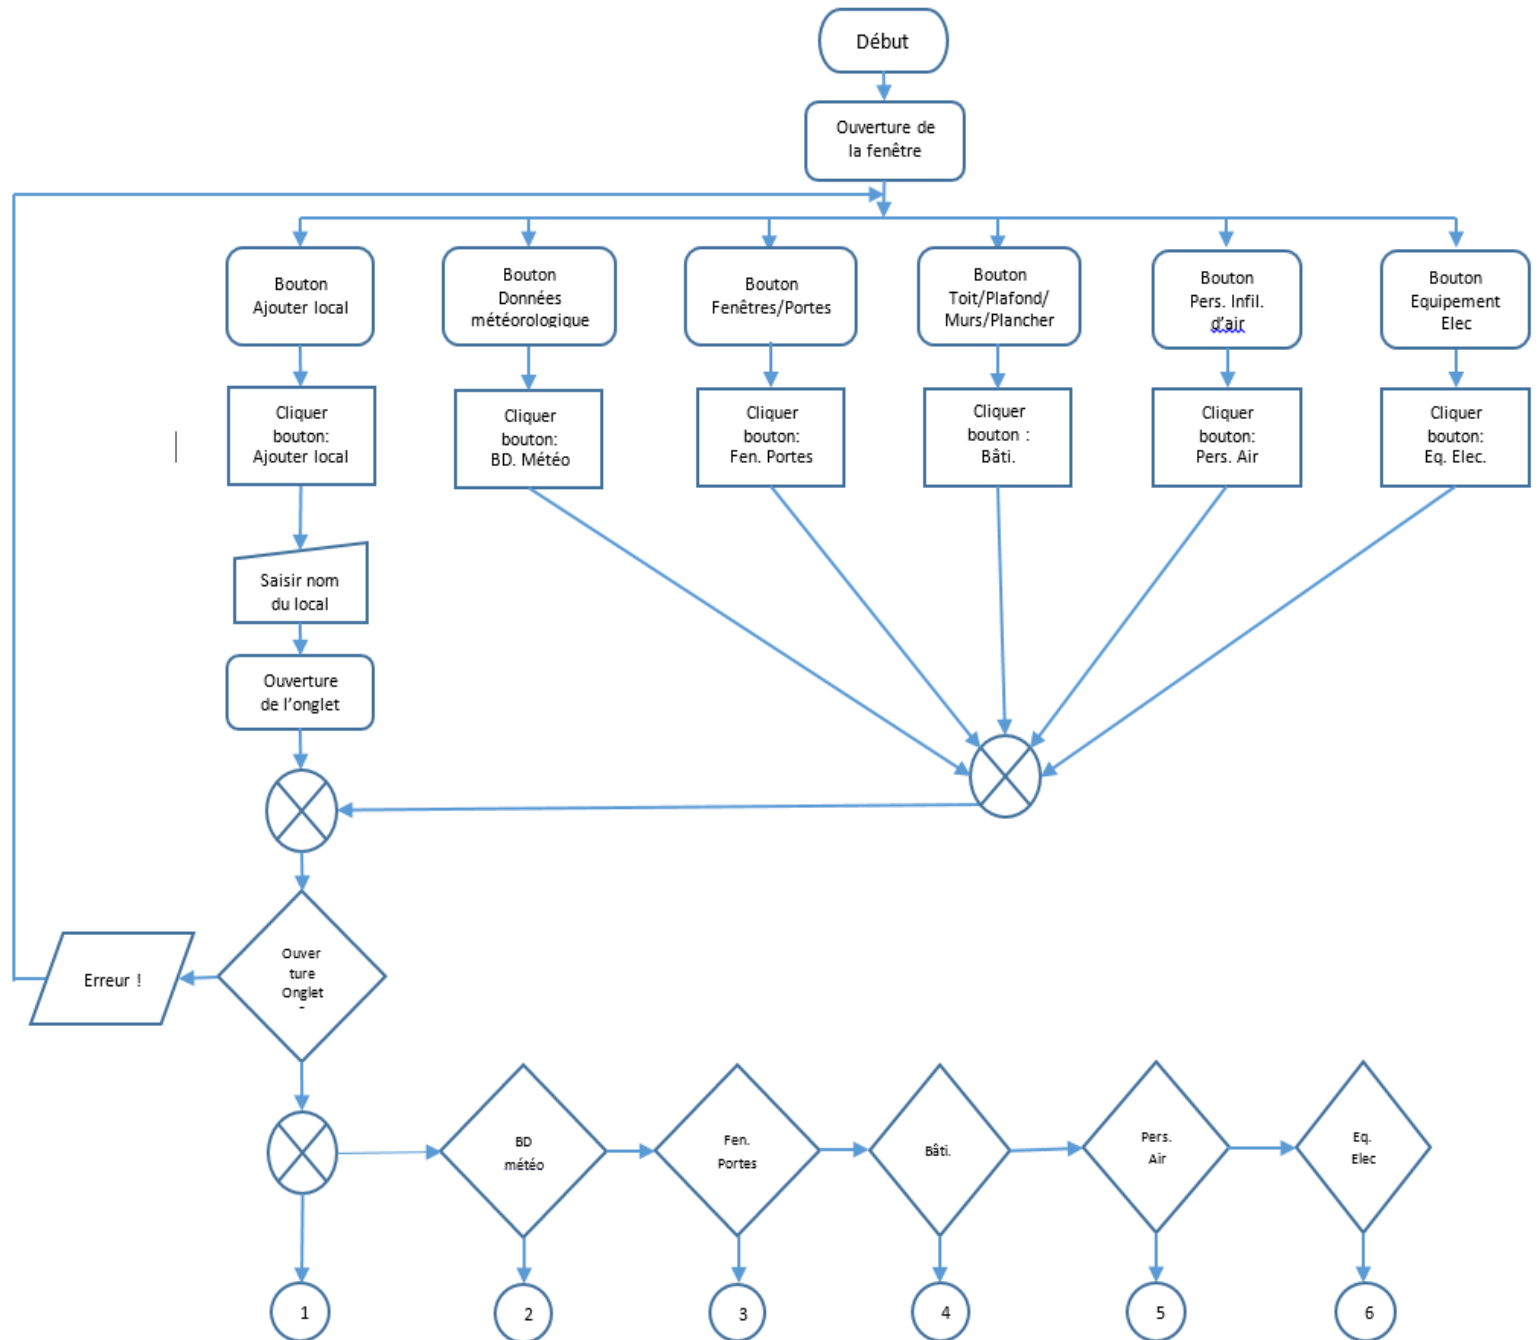 Début
Ouverture de
la fenêtre
Bouton
Ajouter local
Bouton
Données
météorologique
Bouton
Fenêtres/Portes
Bouton
Toit/Plafond/
Murs/Plancher
Bouton
Pers. Infil.
d'air
Bouton
Equipement
Elec
Cliquer
bouton:
Ajouter local
Cliquer
bouton:
BD. Météo
Cliquer
bouton:
Fen. Portes
Cliquer
bouton :
Bâti.
Cliquer
bouton:
Pers. Air
Cliquer
bouton:
Eq. Elec.
Saisir nom
du local
Ouverture
de l'onglet
Ouver
ture
Onglet
Erreur !
BD
météo
Fen.
Portes
Bâti.
Pers.
Air
Eq.
Elec
1
2
3
4
5
6